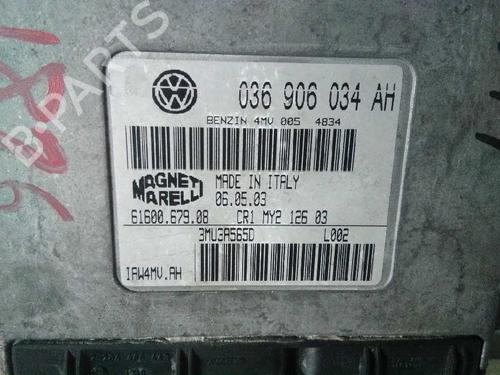 B-PARTS
036 906 034 AH
BENZIN 4MV 005 4834
MAGNETI MARELLI
MADE IN ITALY
06.05.03
61600.679.08 CR1 MY2 126 03
3MU3A565D L002
IAW4MV.AH